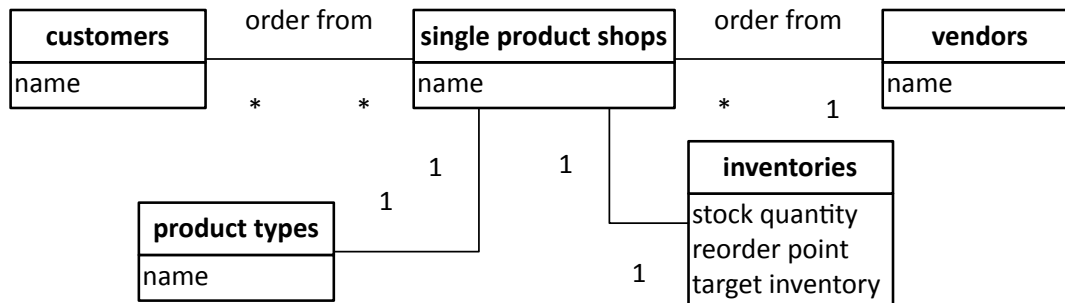 order from
order from
customers
single product shops
vendors
name
name
name
*
*
*
1
1
1
inventories
1
product types
stock quantity
name
reorder point
1
target inventory